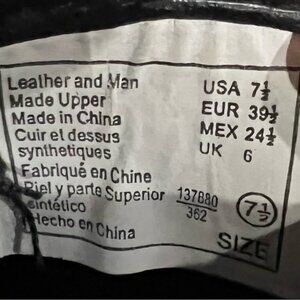 Leather and Man
Made Upper
Made in China
Cuir et dessus
synthetiques
Fabriqué en Chine
Piel y parte Superior
sintético
Hecho en China
USA 7½
EUR 39½
MEX 24½
UK 6
137880
362
7½
SIZE